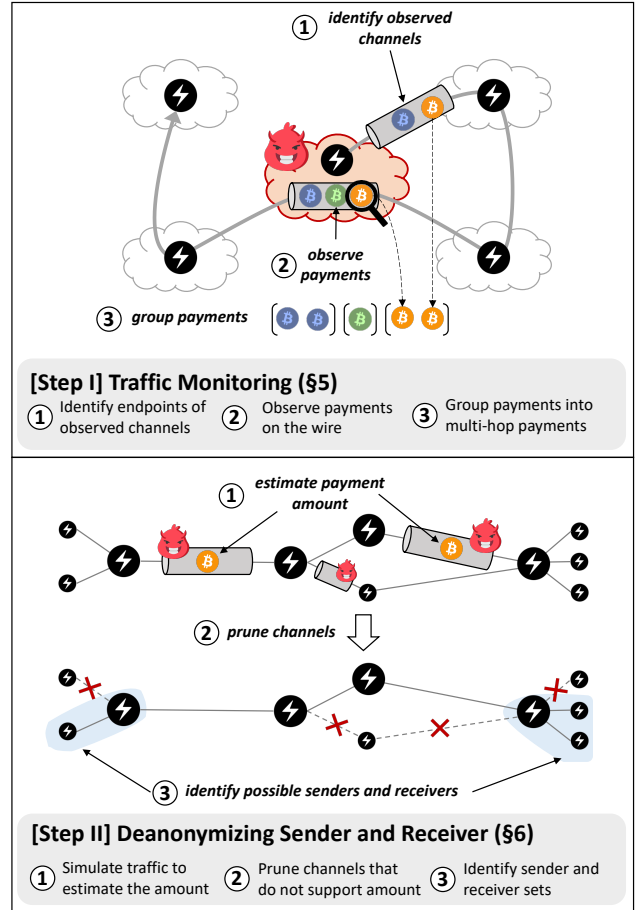 ① identify observed
channels
② observe
payments
③ group payments
[Step I] Traffic Monitoring (§5)
① Identify endpoints of
observed channels
② Observe payments
on the wire
③ Group payments into
multi-hop payments
① estimate payment
amount
② prune channels
③ identify possible senders and receivers
[Step II] Deanonymizing Sender and Receiver (§6)
① Simulate traffic to
estimate the amount
② Prune channels that
do not support amount
③ Identify sender and
receiver sets